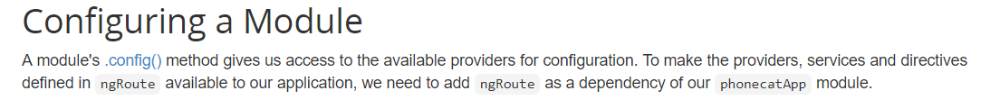 Configuring a Module
A module's .config() method gives us access to the available providers for configuration. To make the providers, services and directives
defined in ngRoute available to our application, we need to add ngRoute as a dependency of our phonecatApp module.